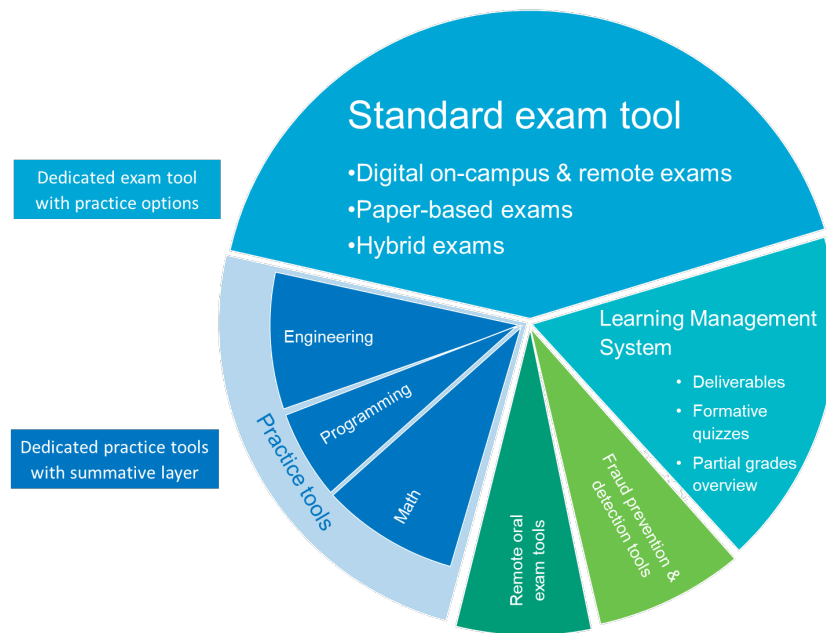 Standard exam tool
•Digital on-campus & remote exams
•Paper-based exams
•Hybrid exams
Dedicated exam tool
with practice options
Learning Management
System
• Deliverables
• Formative
quizzes
• Partial grades
overview
Engineering
Programming
Math
Practice tools
Dedicated practice tools
with summative layer
Remote oral
exam tools
Fraud prevention &
detection tools